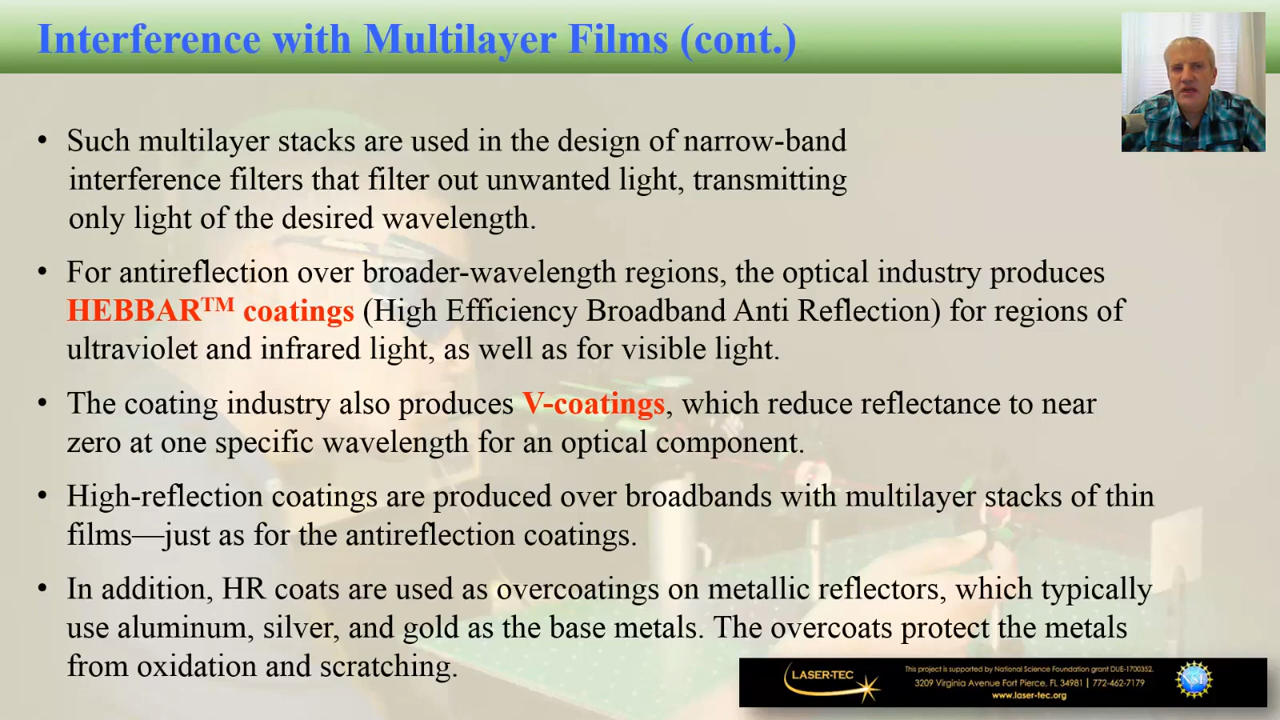 Interference with Multilayer Films (cont.)
• Such multilayer stacks are used in the design of narrow-band
interference filters that filter out unwanted light, transmitting
only light of the desired wavelength.
• For antireflection over broader-wavelength regions, the optical industry produces
HEBBAR™ coatings (High Efficiency Broadband Anti Reflection) for regions of
ultraviolet and infrared light, as well as for visible light.
• The coating industry also produces V-coatings, which reduce reflectance to near
zero at one specific wavelength for an optical component.
• High-reflection coatings are produced over broadbands with multilayer stacks of thin
films—just as for the antireflection coatings.
• In addition, HR coats are used as overcoatings on metallic reflectors, which typically
use aluminum, silver, and gold as the base metals. The overcoats protect the metals
from oxidation and scratching.
LASER-TEC
This project is supported by National Science Foundation grant DUE-1700352.
3209 Virginia Avenue Fort Pierce, FL 34981 | 772-462-7179
www.laser-tec.org
NSF